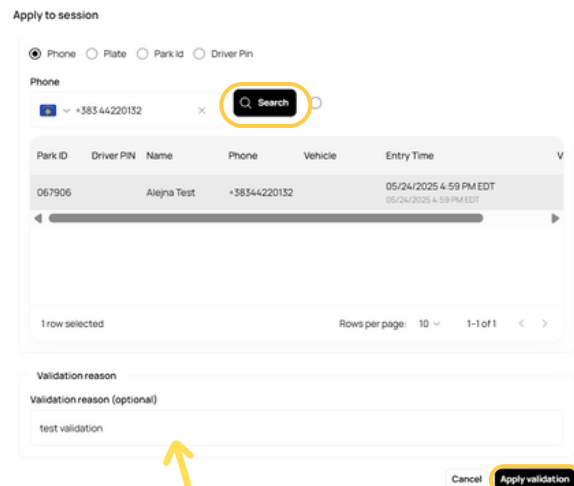 Apply to session
Phone Plate Park Id Driver Pin
Phone
+383 44220132 × Search
Park ID Driver PIN Name Phone Vehicle Entry Time V
067906 Alejna Test +38344220132 05/24/2025 4:59 PM EDT
05/24/2025 4:59 PM EDT
1 row selected Rows per page: 10 1-1 of 1
Validation reason
Validation reason (optional)
test validation
Cancel Apply validation